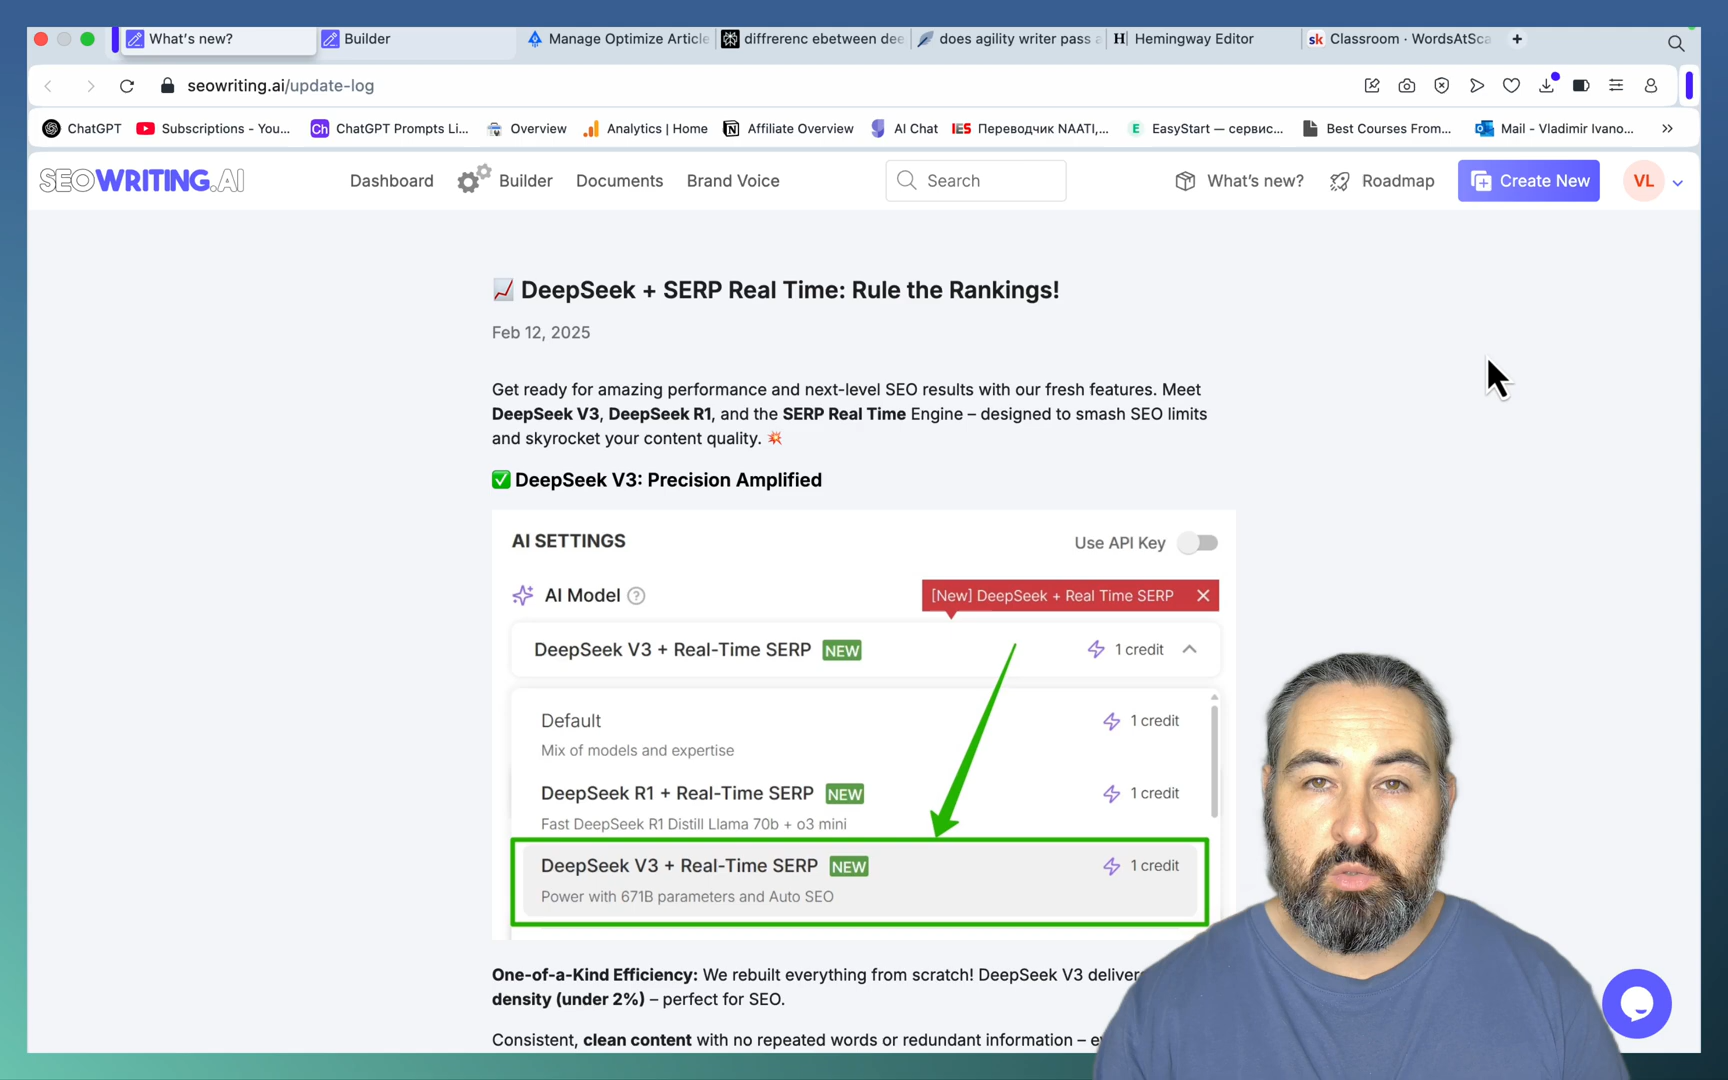 What's new?
Builder
Manage Optimize Article
diffrerenc ebetween dee
does agility writer pass a
H Hemingway Editor
sk Classroom · WordsAtSca
+
seowriting.ai/update-log
ChatGPT
Subscriptions - You...
Ch ChatGPT Prompts Li...
Overview
Analytics | Home
Affiliate Overview
AI Chat
IES Переводчик NAATI,...
E EasyStart — сервис...
Best Courses From...
Mail - Vladimir Ivano...
»
SEOWRITING.AI
Dashboard
Builder
Documents
Brand Voice
Search
What's new?
Roadmap
Create New
VL
📈 DeepSeek + SERP Real Time: Rule the Rankings!
Feb 12, 2025
Get ready for amazing performance and next-level SEO results with our fresh features. Meet
DeepSeek V3, DeepSeek R1, and the SERP Real Time Engine – designed to smash SEO limits
and skyrocket your content quality. 💥
✅ DeepSeek V3: Precision Amplified
AI SETTINGS
Use API Key
AI Model ?
[New] DeepSeek + Real Time SERP ✕
DeepSeek V3 + Real-Time SERP NEW
1 credit
Default
1 credit
Mix of models and expertise
DeepSeek R1 + Real-Time SERP NEW
1 credit
Fast DeepSeek R1 Distill Llama 70b + o3 mini
DeepSeek V3 + Real-Time SERP NEW
1 credit
Power with 671B parameters and Auto SEO
One-of-a-Kind Efficiency: We rebuilt everything from scratch! DeepSeek V3 deliver
density (under 2%) – perfect for SEO.
Consistent, clean content with no repeated words or redundant information – e